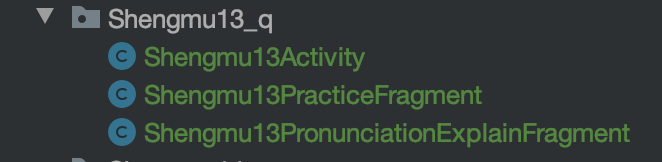 Shengmu13_q
Shengmu13Activity
Shengmu13PracticeFragment
Shengmu13PronunciationExplainFragment